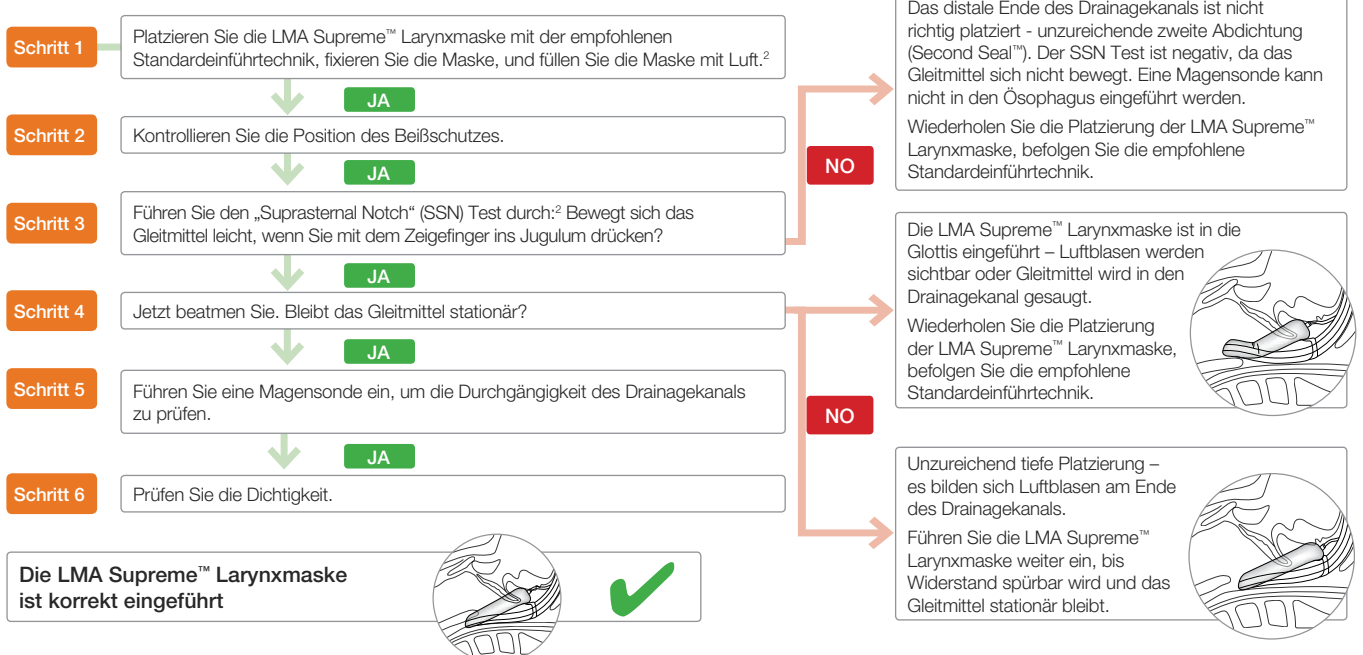 Schritt 1
Platzieren Sie die LMA Supreme™ Larynxmaske mit der empfohlenen
Standardeinführtechnik, fixieren Sie die Maske, und füllen Sie die Maske mit Luft.²
JA
Schritt 2
Kontrollieren Sie die Position des Beißschutzes.
JA
Schritt 3
Führen Sie den „Suprasternal Notch“ (SSN) Test durch:² Bewegt sich das
Gleitmittel leicht, wenn Sie mit dem Zeigefinger ins Jugulum drücken?
JA
Schritt 4
Jetzt beatmen Sie. Bleibt das Gleitmittel stationär?
JA
Schritt 5
Führen Sie eine Magensonde ein, um die Durchgängigkeit des Drainagekanals
zu prüfen.
JA
Schritt 6
Prüfen Sie die Dichtigkeit.
Die LMA Supreme™ Larynxmaske
ist korrekt eingeführt
NO
Das distale Ende des Drainagekanals ist nicht
richtig platziert - unzureichende zweite Abdichtung
(Second Seal™). Der SSN Test ist negativ, da das
Gleitmittel sich nicht bewegt. Eine Magensonde kann
nicht in den Ösophagus eingeführt werden.
Wiederholen Sie die Platzierung der LMA Supreme™
Larynxmaske, befolgen Sie die empfohlene
Standardeinführtechnik.
NO
Die LMA Supreme™ Larynxmaske ist in die
Glottis eingeführt – Luftblasen werden
sichtbar oder Gleitmittel wird in den
Drainagekanal gesaugt.
Wiederholen Sie die Platzierung
der LMA Supreme™ Larynxmaske,
befolgen Sie die empfohlene
Standardeinführtechnik.
Unzureichend tiefe Platzierung –
es bilden sich Luftblasen am Ende
des Drainagekanals.
Führen Sie die LMA Supreme™
Larynxmaske weiter ein, bis
Widerstand spürbar wird und das
Gleitmittel stationär bleibt.